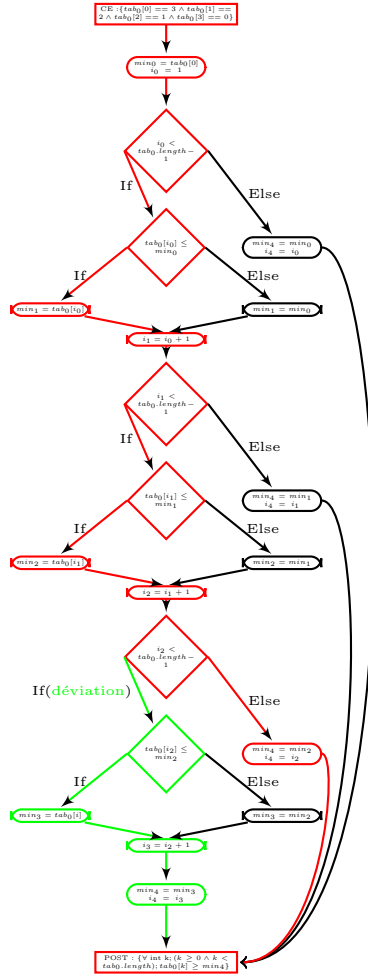 CE :{tab₀[0] == 3 ∧ tab₀[1] ==
2 ∧ tab₀[2] == 1 ∧ tab₀[3] == 0}
min₀ = tab₀[0]
i₀ = 1
i₀ <
tab₀.length−
1
If
Else
tab₀[i₀] ≤
min₀
min₄ = min₀
i₄ = i₀
If
Else
min₁ = tab₀[i₀]
min₁ = min₀
i₁ = i₀ + 1
i₁ <
tab₀.length−
1
If
Else
tab₀[i₁] ≤
min₁
min₄ = min₁
i₄ = i₁
If
Else
min₂ = tab₀[i₁]
min₂ = min₁
i₂ = i₁ + 1
i₂ <
tab₀.length−
1
If(déviation)
Else
tab₀[i₂] ≤
min₂
min₄ = min₂
i₄ = i₂
If
Else
min₃ = tab₀[i]
min₃ = min₂
i₃ = i₂ + 1
min₄ = min₃
i₄ = i₃
POST : {∀ int k; (k ≥ 0 ∧ k <
tab₀.length); tab₀[k] ≥ min₄}